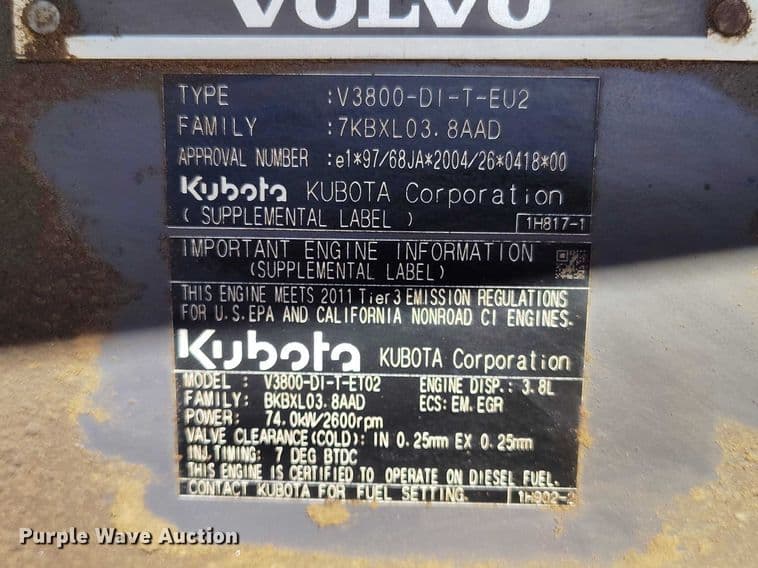 VOLVO
TYPE :V3800-DI-T-EU2
FAMILY :7KBXL03.8AAD
APPROVAL NUMBER :e1*97/68JA*2004/26*0418*00
Kubota KUBOTA Corporation
( SUPPLEMENTAL LABEL ) 1H817-1
IMPORTANT ENGINE INFORMATION
(SUPPLEMENTAL LABEL)
THIS ENGINE MEETS 2011 Tier3 EMISSION REGULATIONS
FOR U.S.EPA AND CALIFORNIA NONROAD CI ENGINES.
Kubota KUBOTA Corporation
MODEL : V3800-DI-T-ET02 ENGINE DISP.: 3.8L
FAMILY: BKBXL03.8AAD ECS: EM,EGR
POWER: 74.0kW/2600rpm
VALVE CLEARANCE(COLD): IN 0.25mm EX 0.25mm
INJ.TIMING: 7 DEG BTDC
THIS ENGINE IS CERTIFIED TO OPERATE ON DIESEL FUEL.
CONTACT KUBOTA FOR FUEL SETTING. 1H902-2
Purple Wave Auction